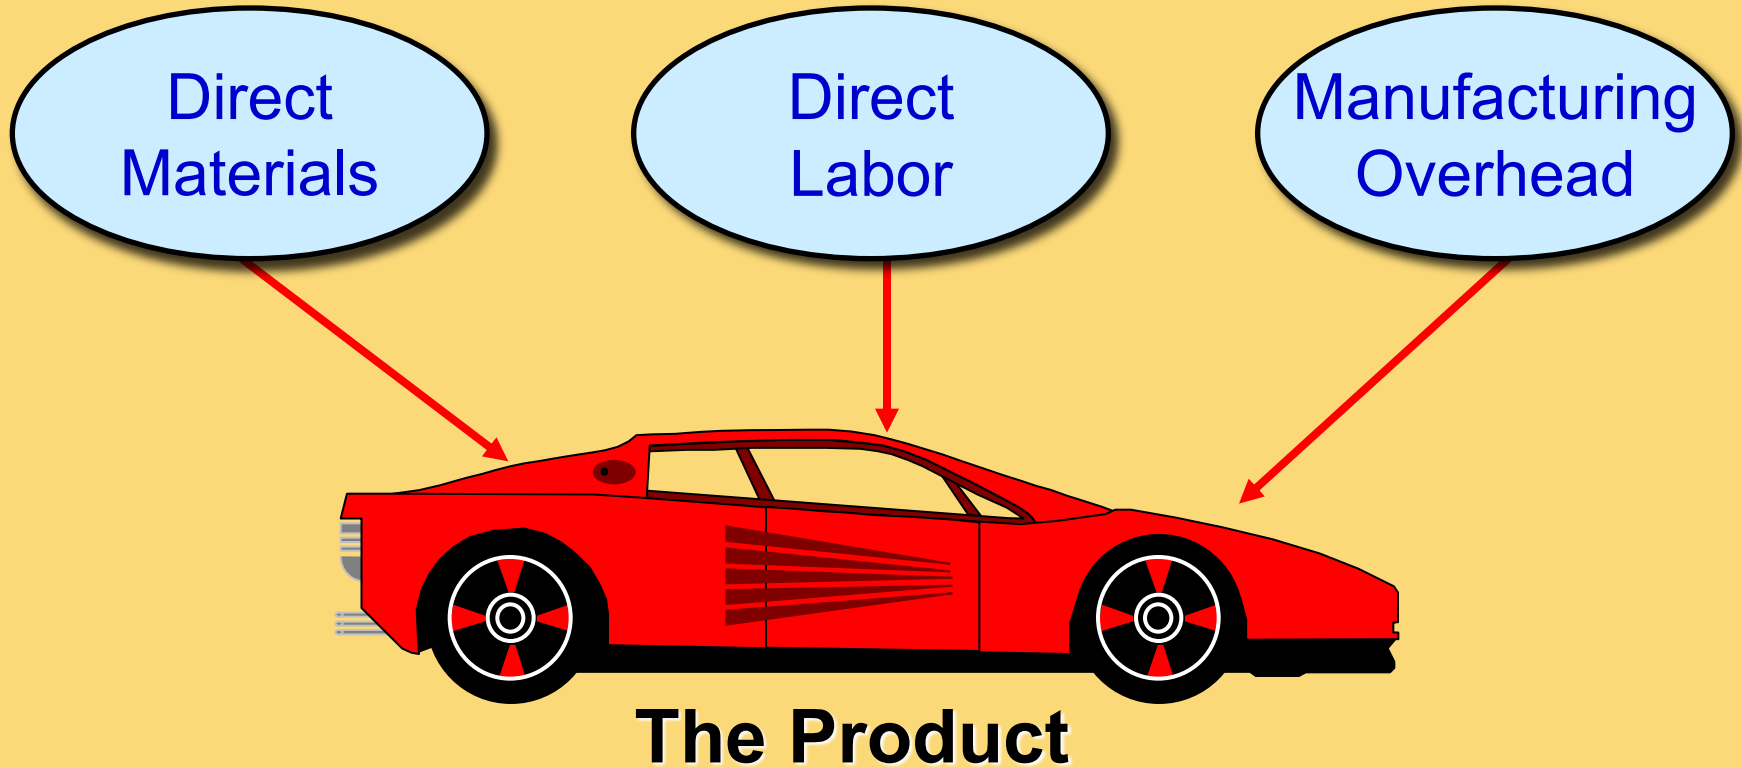 Direct
Materials
Direct
Labor
Manufacturing
Overhead
The Product